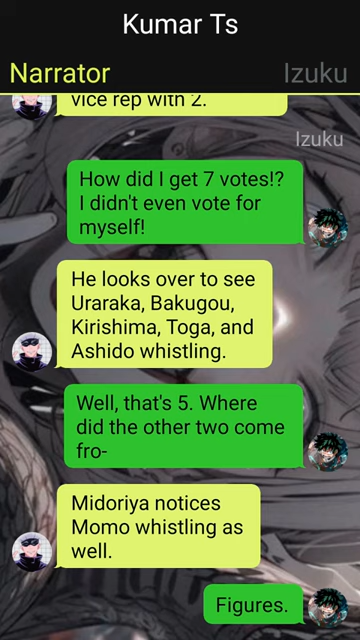 Kumar Ts
Narrator
Izuku
vice rep with 2.
Izuku
How did I get 7 votes!?
I didn't even vote for
myself!
He looks over to see
Uraraka, Bakugou,
Kirishima, Toga, and
Ashido whistling.
Well, that's 5. Where
did the other two come
fro-
Midoriya notices
Momo whistling as
well.
Figures.